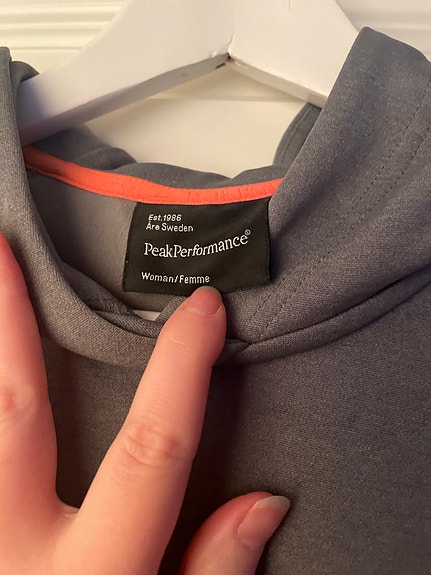 Est.1986
Åre Sweden
PeakPerformance®
Woman/Femme